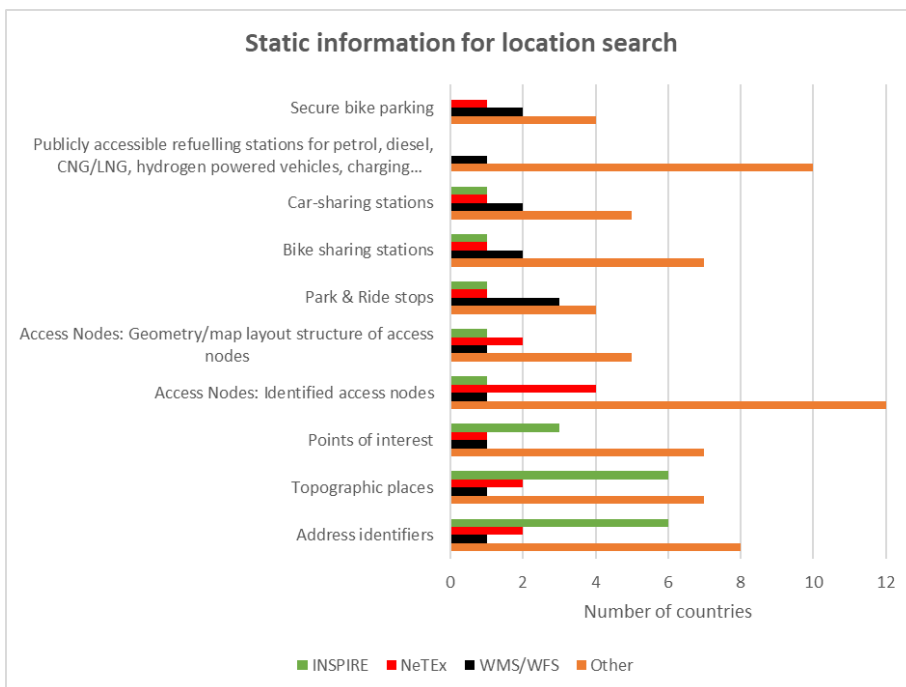 Static information for location search
Secure bike parking
Publicly accessible refuelling stations for petrol, diesel,
CNG/LNG, hydrogen powered vehicles, charging...
Car-sharing stations
Bike sharing stations
Park & Ride stops
Access Nodes: Geometry/map layout structure of access
nodes
Access Nodes: Identified access nodes
Points of interest
Topographic places
Address identifiers
0 2 4 6 8 10 12
Number of countries
INSPIRE NeTEx WMS/WFS Other